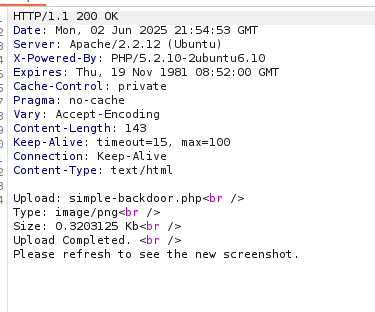 HTTP/1.1 200 OK
2 Date: Mon, 02 Jun 2025 21:54:53 GMT
Server: Apache/2.2.12 (Ubuntu)
4 X-Powered-By: PHP/5.2.10-2ubuntu6.10
Expires: Thu, 19 Nov 1981 08:52:00 GMT
Cache-Control: private
Pragma: no-cache
Vary: Accept-Encoding
Content-Length: 143
Keep-Alive: timeout=15, max=100
Connection: Keep-Alive
2 Content-Type: text/html
4 Upload: simple-backdoor.php<br />
Type: image/png<br />
Size: 0.3203125 Kb<br />
Upload Completed. <br />
Please refresh to see the new screenshot.